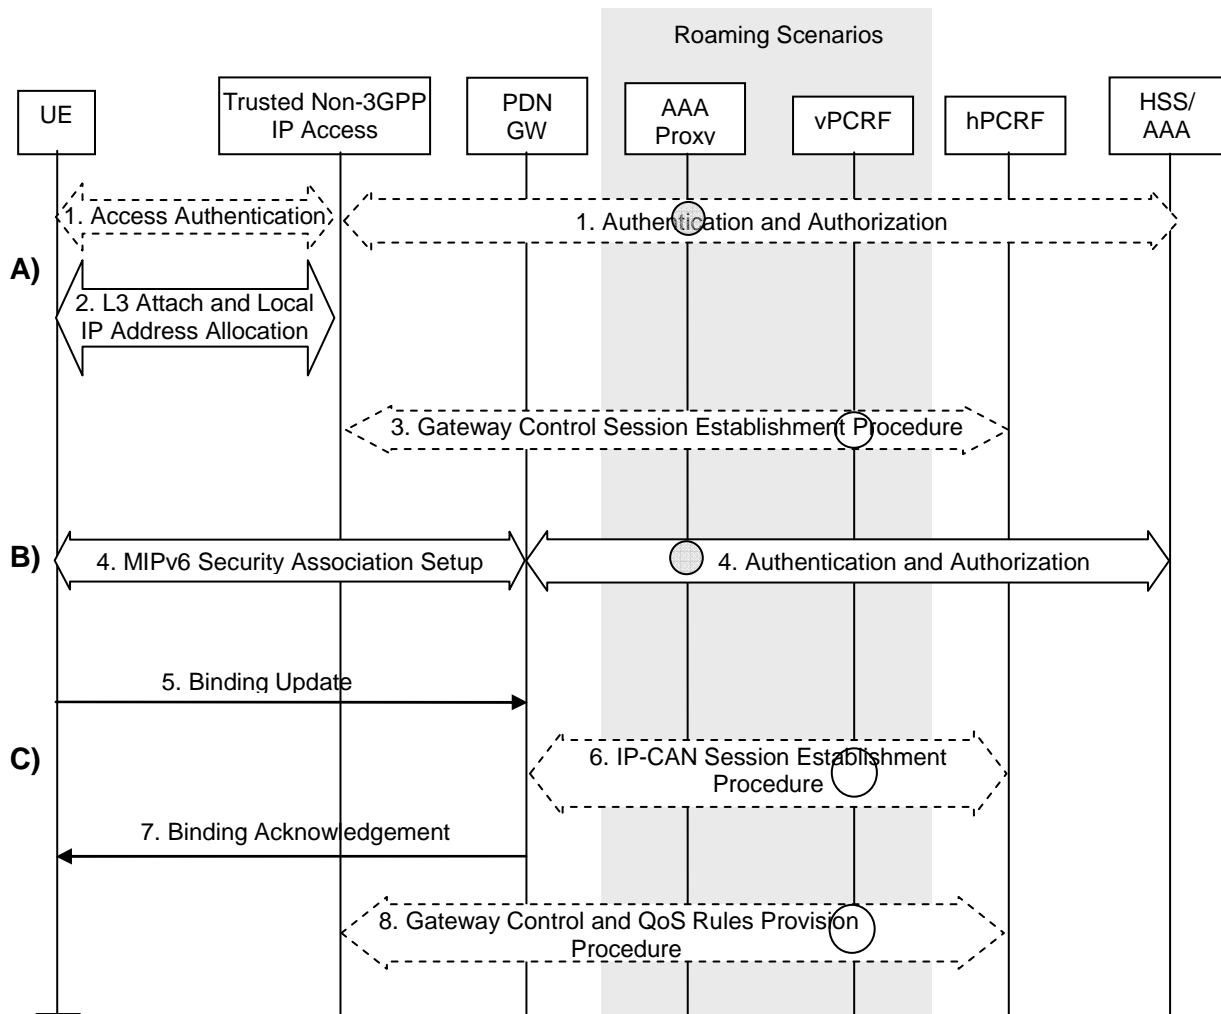 Roaming Scenarios
UE
Trusted Non-3GPP
IP Access
PDN
GW
AAA
Proxy
vPCRF
hPCRF
HSS/
AAA
1. Access Authentication
1. Authentication and Authorization
A)
2. L3 Attach and Local
IP Address Allocation
3. Gateway Control Session Establishment Procedure
B)
4. MIPv6 Security Association Setup
4. Authentication and Authorization
5. Binding Update
C)
6. IP-CAN Session Establishment
Procedure
7. Binding Acknowledgement
8. Gateway Control and QoS Rules Provision
Procedure